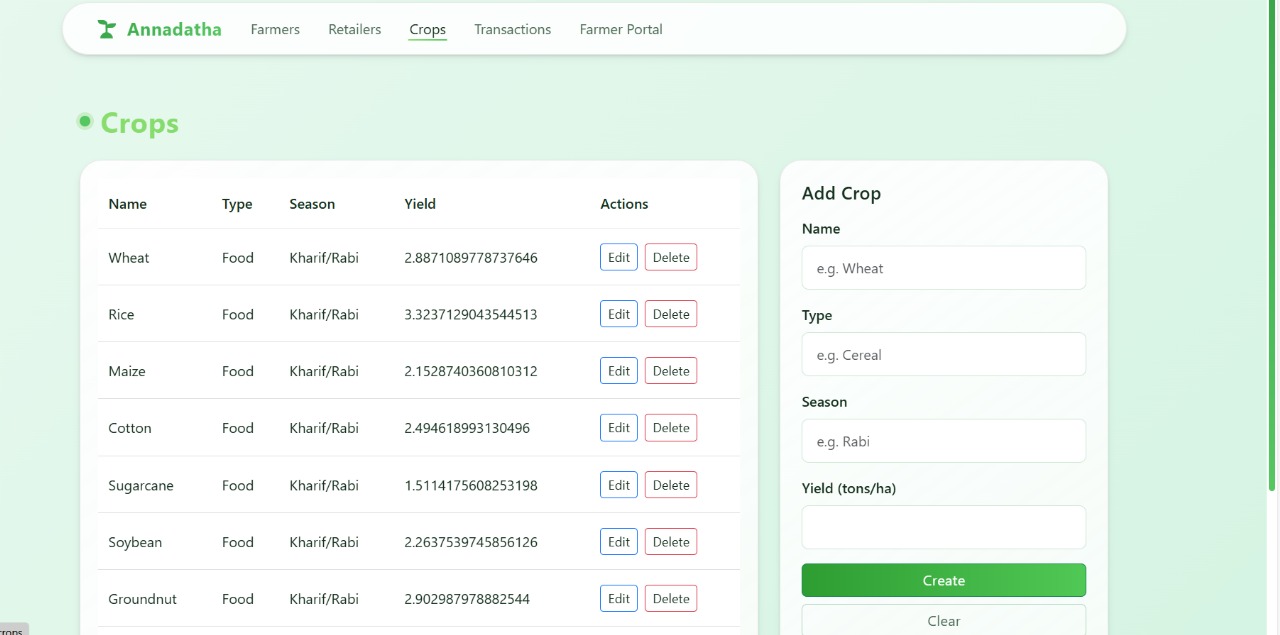 Annadatha Farmers Retailers Crops Transactions Farmer Portal
Crops
Name Type Season Yield Actions
Wheat Food Kharif/Rabi 2.8871089778737646 Edit Delete
Rice Food Kharif/Rabi 3.3237129043544513 Edit Delete
Maize Food Kharif/Rabi 2.1528740360810312 Edit Delete
Cotton Food Kharif/Rabi 2.494618993130496 Edit Delete
Sugarcane Food Kharif/Rabi 1.5114175608253198 Edit Delete
Soybean Food Kharif/Rabi 2.2637539745856126 Edit Delete
Groundnut Food Kharif/Rabi 2.902987978882544 Edit Delete
Add Crop
Name
e.g. Wheat
Type
e.g. Cereal
Season
e.g. Rabi
Yield (tons/ha)
Create
Clear